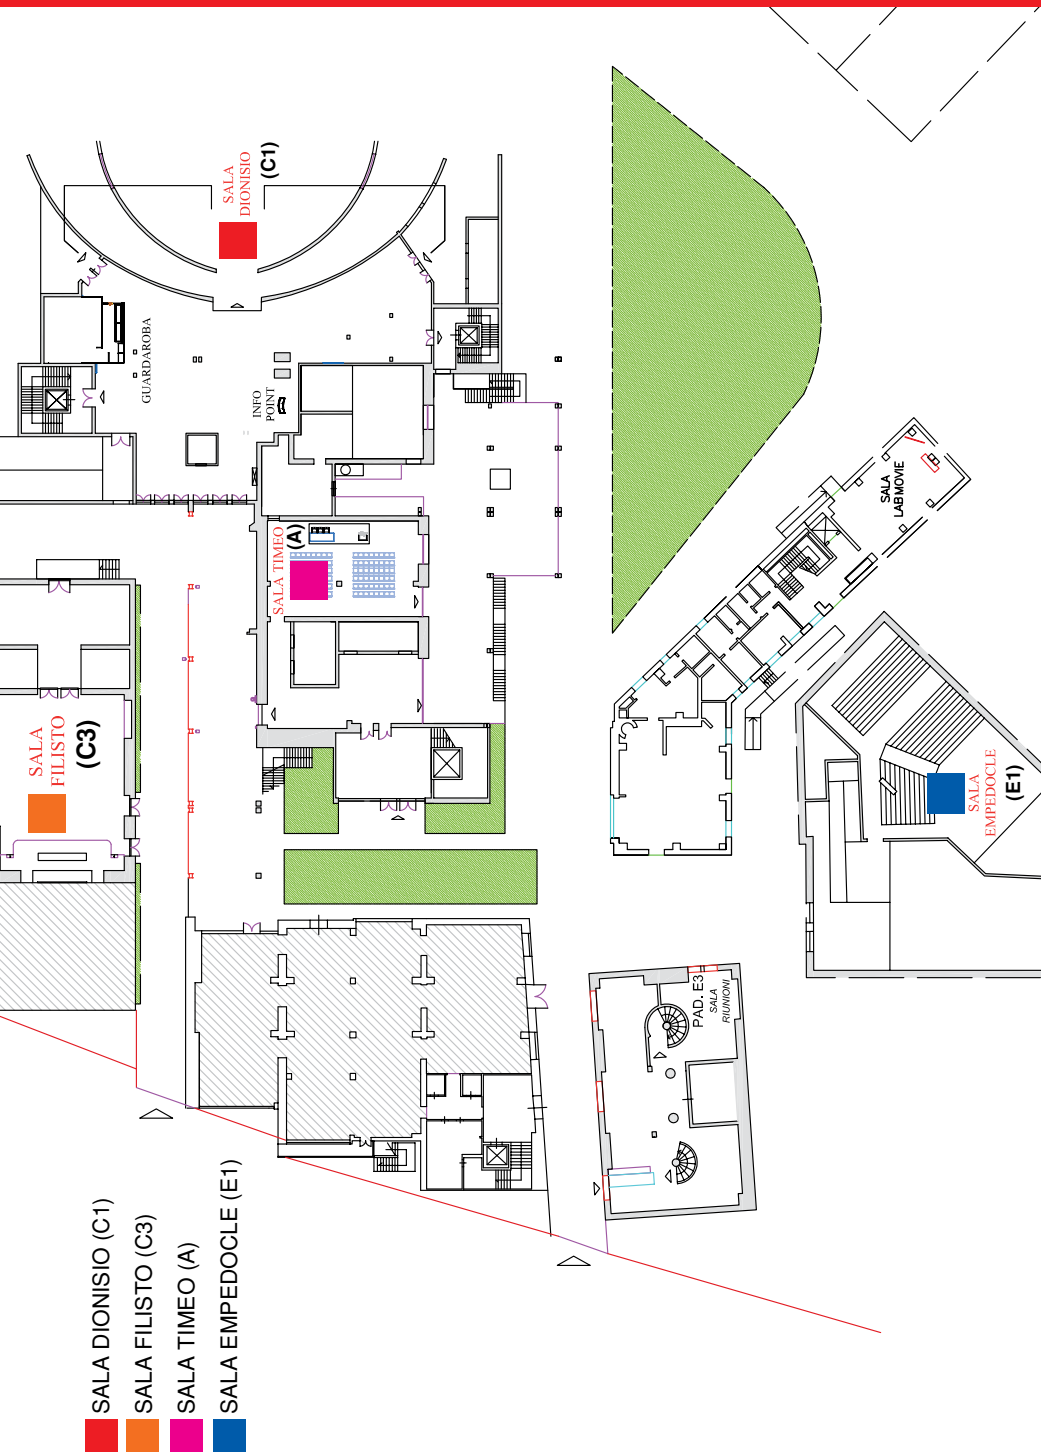 SALA
DIONISIO
(C1)
GUARDAROBA
INFO
POINT
SALA TIMEO
(A)
SALA
FILISTO
(C3)
SALA
LAB MOVIE
SALA
EMPEDOCLE
(E1)
PAD. E3
SALA
RIUNIONI
SALA DIONISIO (C1)
SALA FILISTO (C3)
SALA TIMEO (A)
SALA EMPEDOCLE (E1)